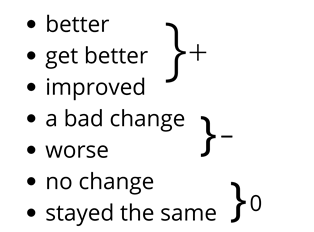 • better
• get better
• improved
} +
• a bad change
• worse
} –
• no change
• stayed the same
} 0